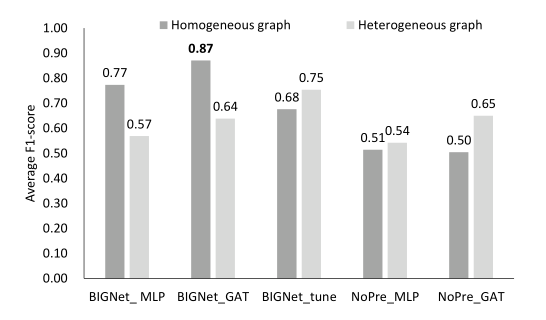 Homogeneous graph
Heterogeneous graph
Average F1-score
1.00
0.90
0.80
0.70
0.60
0.50
0.40
0.30
0.20
0.10
0.00
0.77
0.57
0.87
0.64
0.68
0.75
0.51
0.54
0.50
0.65
BIGNet_ MLP
BIGNet_GAT
BIGNet_tune
NoPre_MLP
NoPre_GAT